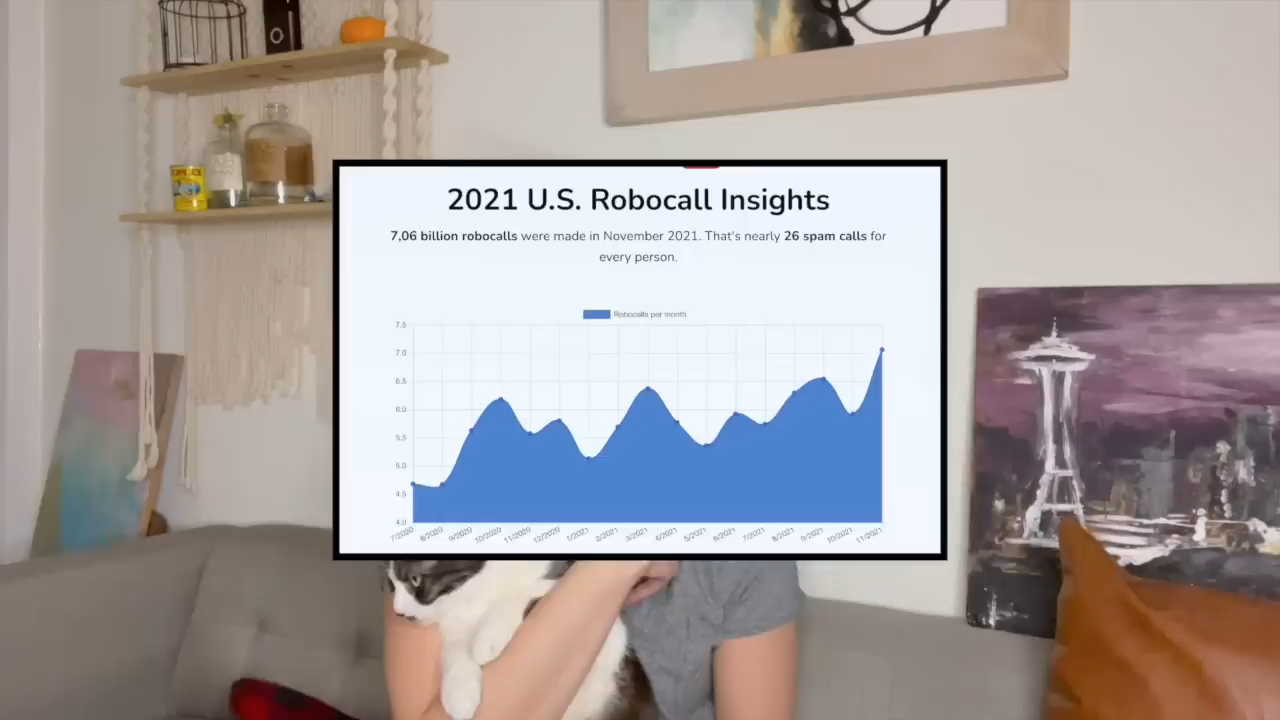 2021 U.S. Robocall Insights
7,06 billion robocalls were made in November 2021. That's nearly 26 spam calls for
every person.
Robocalls per month
7.5
7.0
6.5
6.0
5.5
5.0
4.5
4.0
7/2020 8/2020 9/2020 10/2020 11/2020 12/2020 1/2021 2/2021 3/2021 4/2021 5/2021 6/2021 7/2021 8/2021 9/2021 10/2021 11/2021